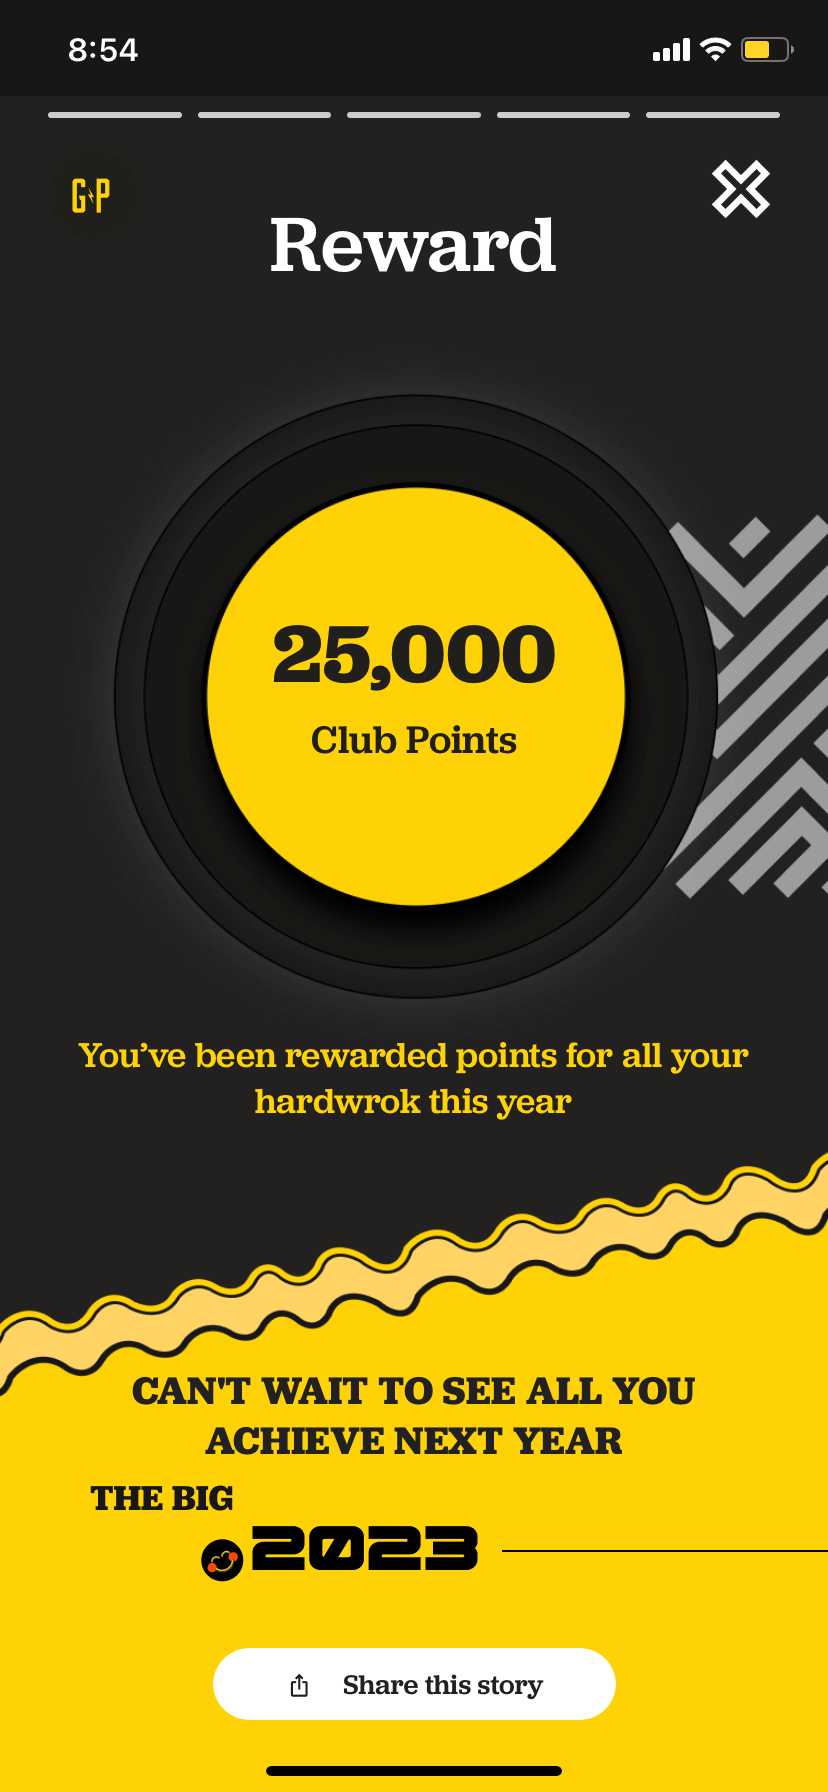 8:54
G P
Reward
25,000
Club Points
You’ve been rewarded points for all your
hardwrok this year
CAN'T WAIT TO SEE ALL YOU
ACHIEVE NEXT YEAR
THE BIG
2023
Share this story